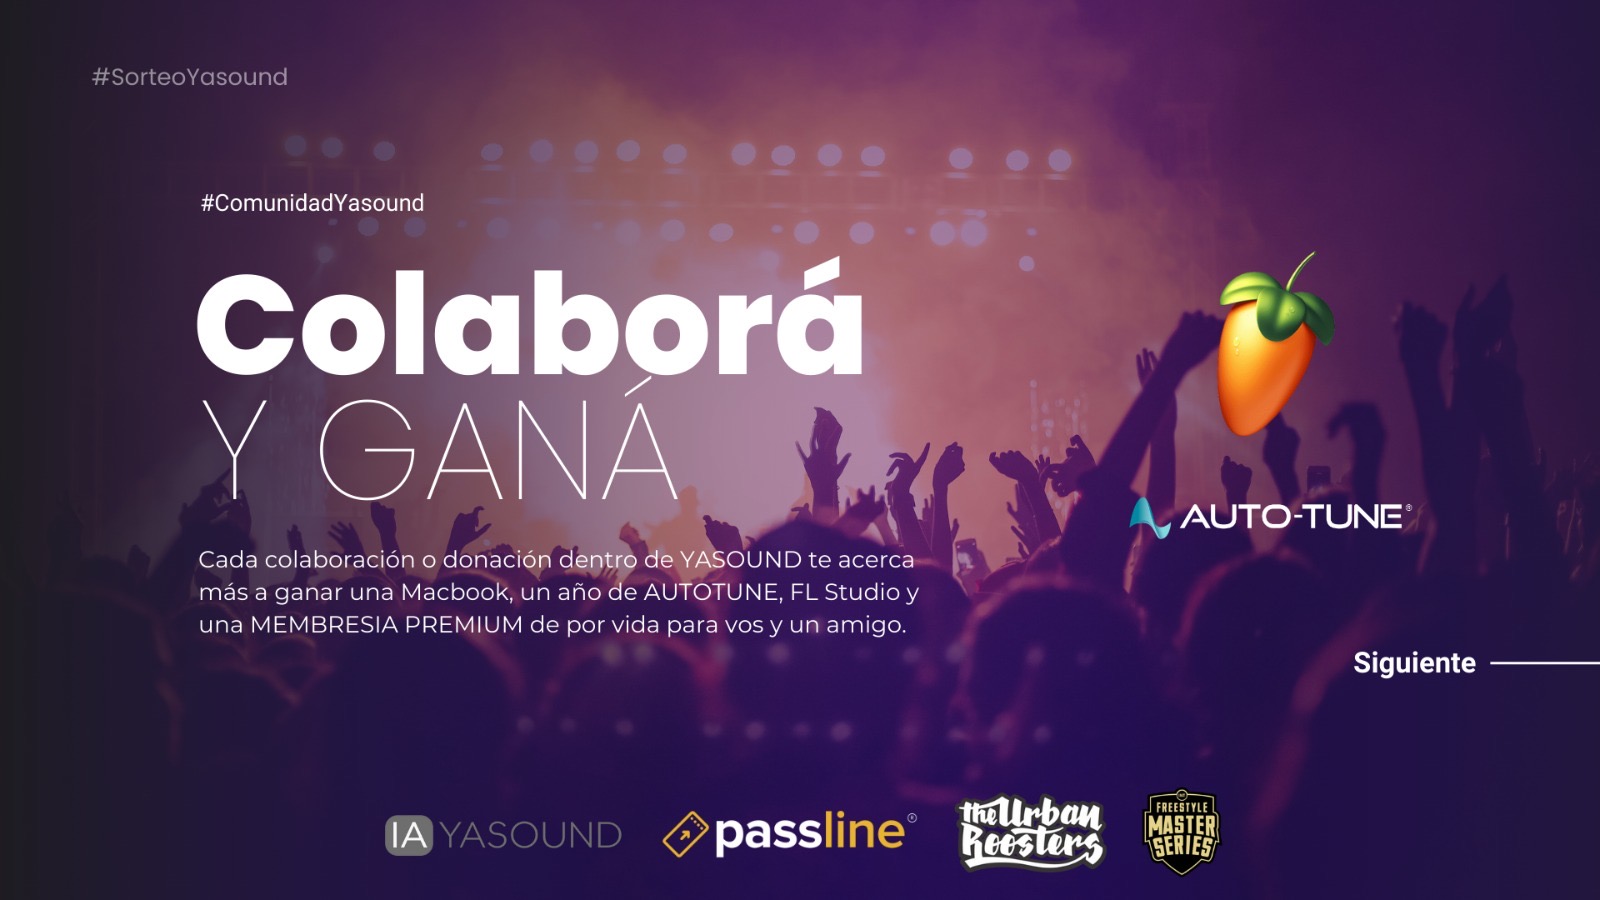 #SorteoYasound
#ComunidadYasound
Colaborá
Y GANÁ
Cada colaboración o donación dentro de YASOUND te acerca
más a ganar una Macbook, un año de AUTOTUNE, FL Studio y
una MEMBRESIA PREMIUM de por vida para vos y un amigo.
AUTO-TUNE®
Siguiente
IA YASOUND
passline®
the Urban
Roosters
FREESTYLE
MASTER
SERIES